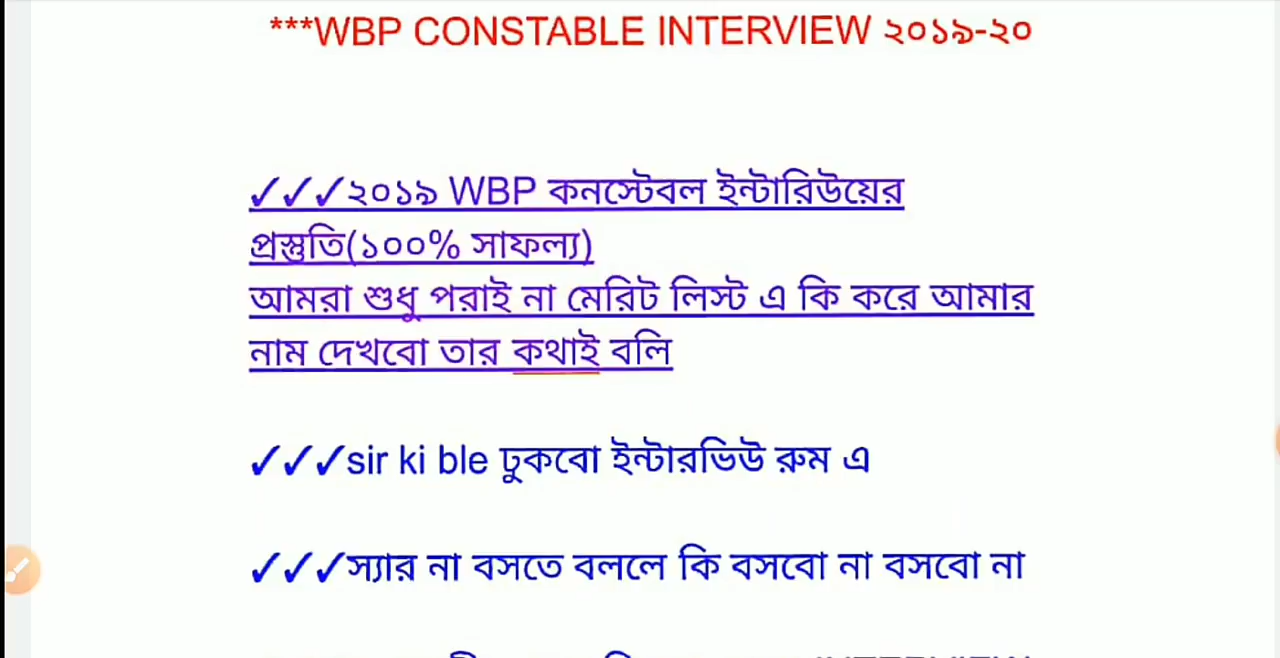 ***WBP CONSTABLE INTERVIEW ২০১৯-২০
✓✓✓২০১৯ WBP কনস্টেবল ইন্টারিউয়ের
প্রস্তুতি(১০০% সাফল্য)
আমরা শুধু পরাই না মেরিট লিস্ট এ কি করে আমার
নাম দেখবো তার কথাই বলি
✓✓✓sir ki ble ঢুকবো ইন্টারভিউ রুম এ
✓✓✓স্যার না বসতে বললে কি বসবো না বসবো না